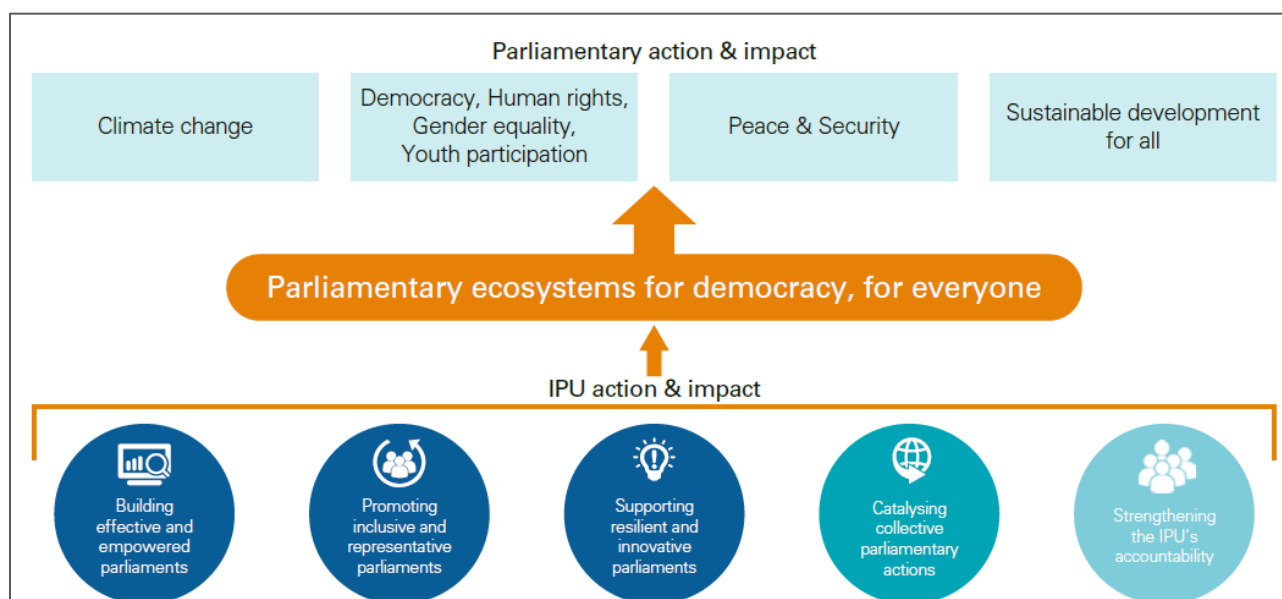 Parliamentary action & impact
Climate change
Democracy, Human rights,
Gender equality,
Youth participation
Peace & Security
Sustainable development
for all
Parliamentary ecosystems for democracy, for everyone
IPU action & impact
Building
effective and
empowered
parliaments
Promoting
inclusive and
representative
parliaments
Supporting
resilient and
innovative
parliaments
Catalysing
collective
parliamentary
actions
Strengthening
the IPU's
accountability